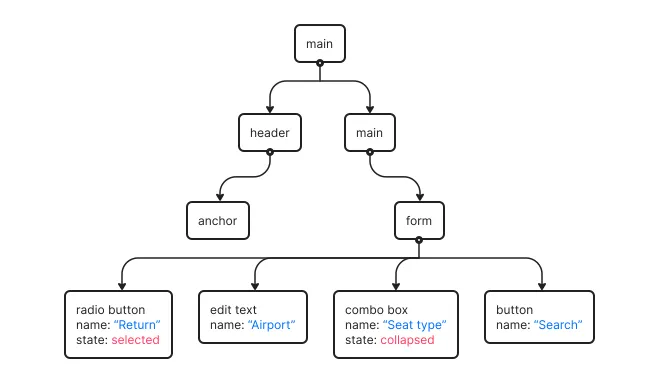 main
header
main
anchor
form
radio button
name: “Return”
state: selected
edit text
name: “Airport”
combo box
name: “Seat type”
state: collapsed
button
name: “Search”